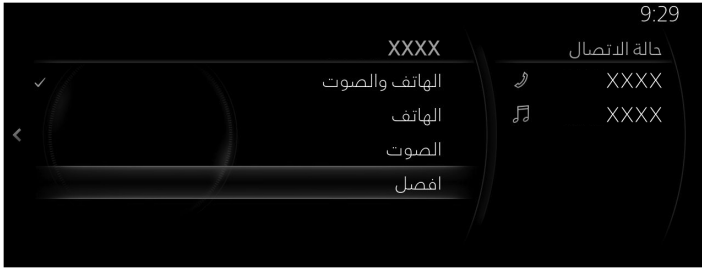 9:29
حالة الاتصال
XXXX
XXXX
XXXX
الهاتف والصوت
الهاتف
الصوت
افصل